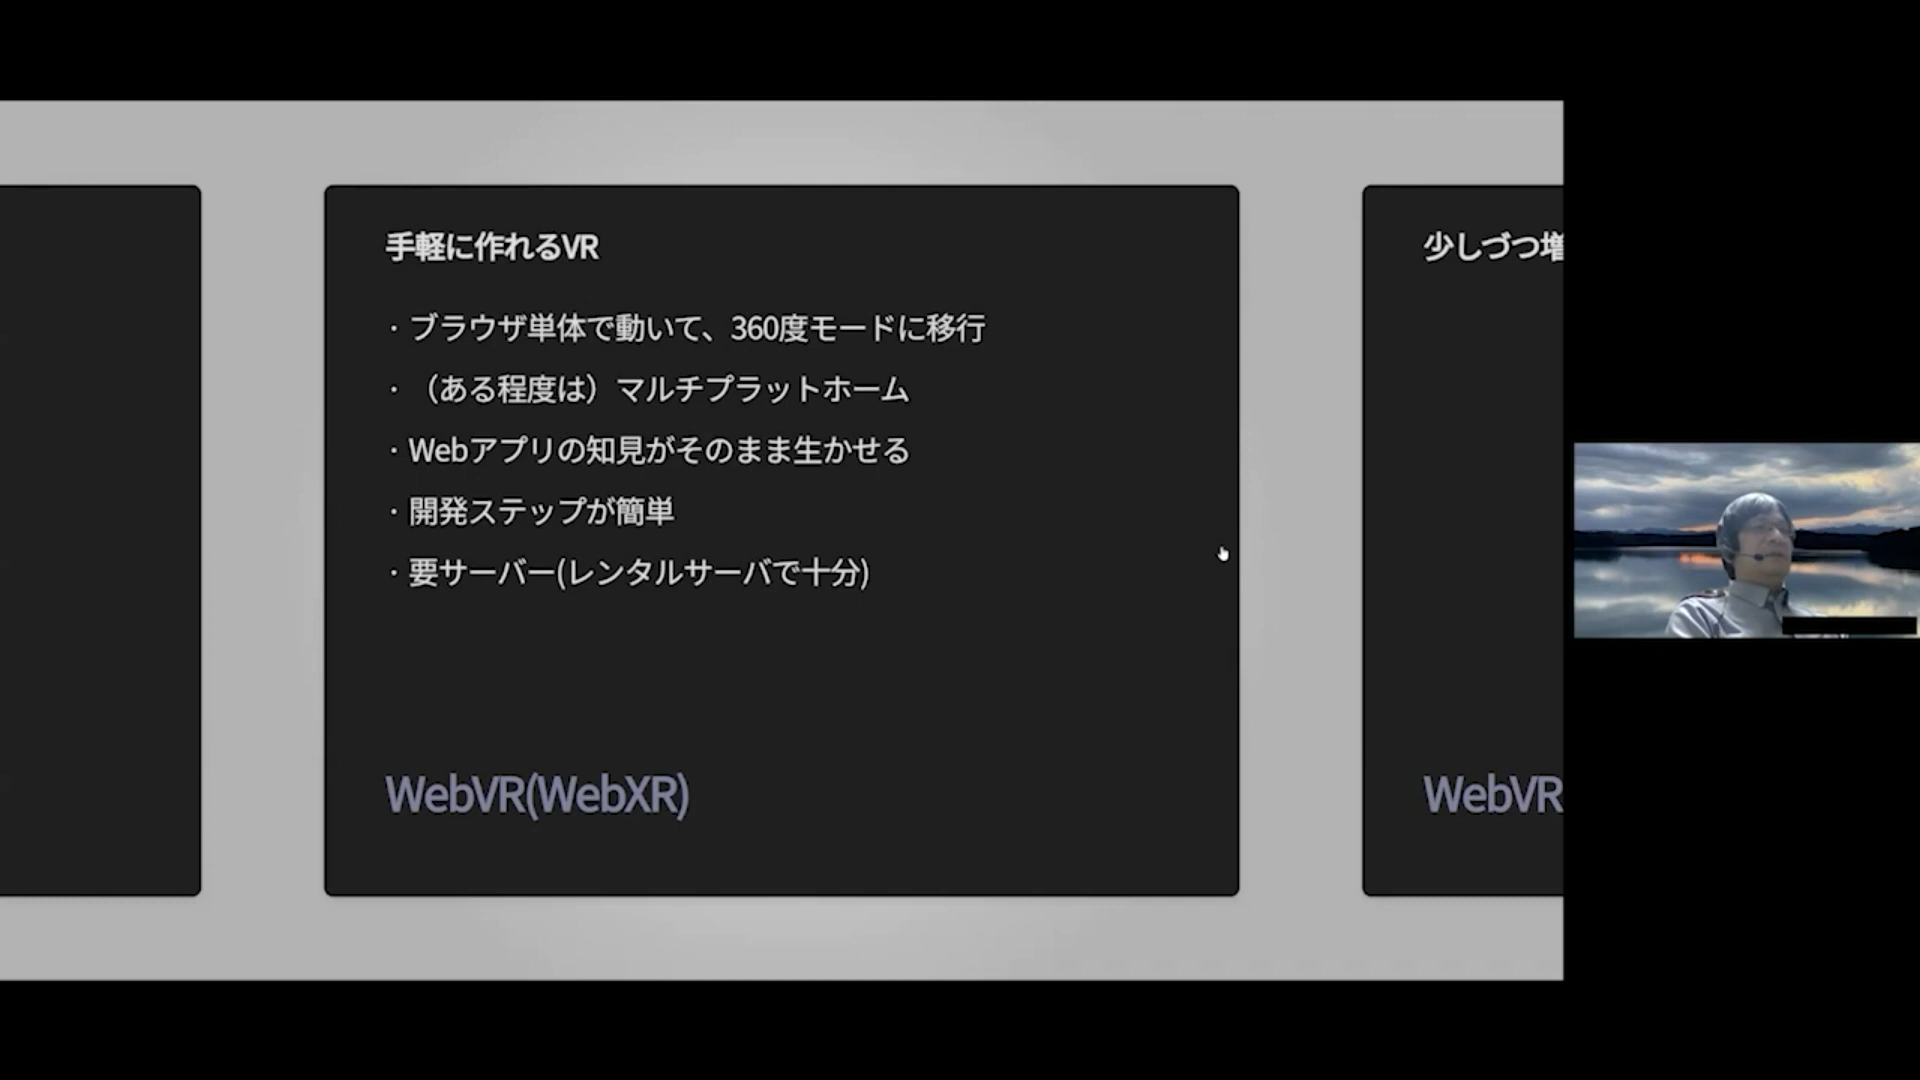 手軽に作れるVR
・ブラウザ単体で動いて、360度モードに移行
・（ある程度は）マルチプラットホーム
・Webアプリの知見がそのまま生かせる
・開発ステップが簡単
・要サーバー(レンタルサーバで十分)
WebVR(WebXR)
少しづつ増
WebVR